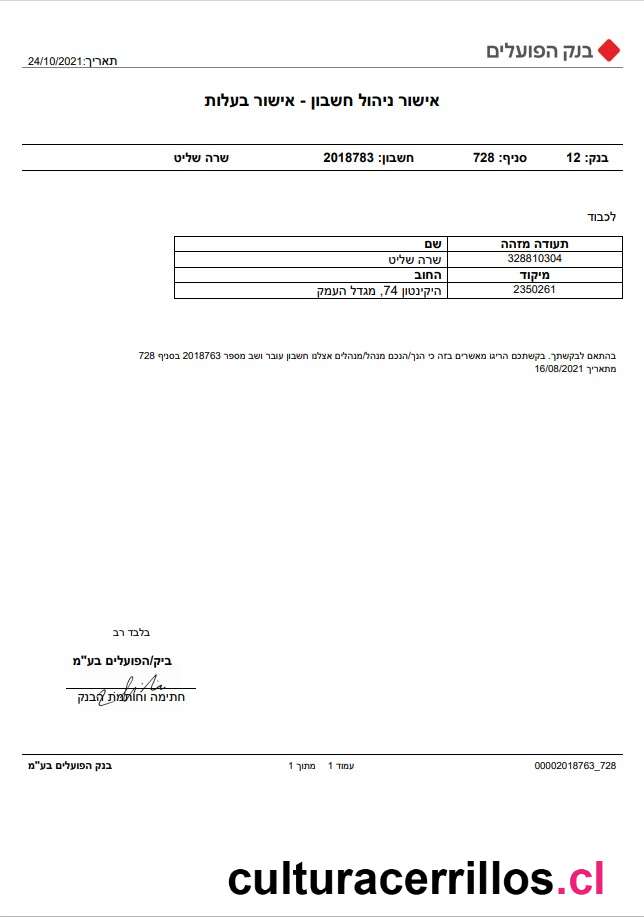 בנק הפועלים
תאריך:24/10/2021
אישור ניהול חשבון - אישור בעלות
בנק: 12 סניף: 728 חשבון: 2018783 שרה שליט
לכבוד
תעודה מזהה שם
328810304 שרה שליט
מיקוד החוב
2350261 היקינטון 74, מגדל העמק
בהתאם לבקשתך. בקשתכם הריגו מאשרים בזה כי הנך/הנכם מנהל/מנהלים אצלנו חשבון עובר ושב מספר 2018763 בסניף 728
מתאריך 16/08/2021
בלבד רב
ביק/הפועלים בע"מ
חתימה וחותמת הבנק
00002018763_728 עמוד 1 מתוך 1 בנק הפועלים בע"מ
culturacerrillos.cl